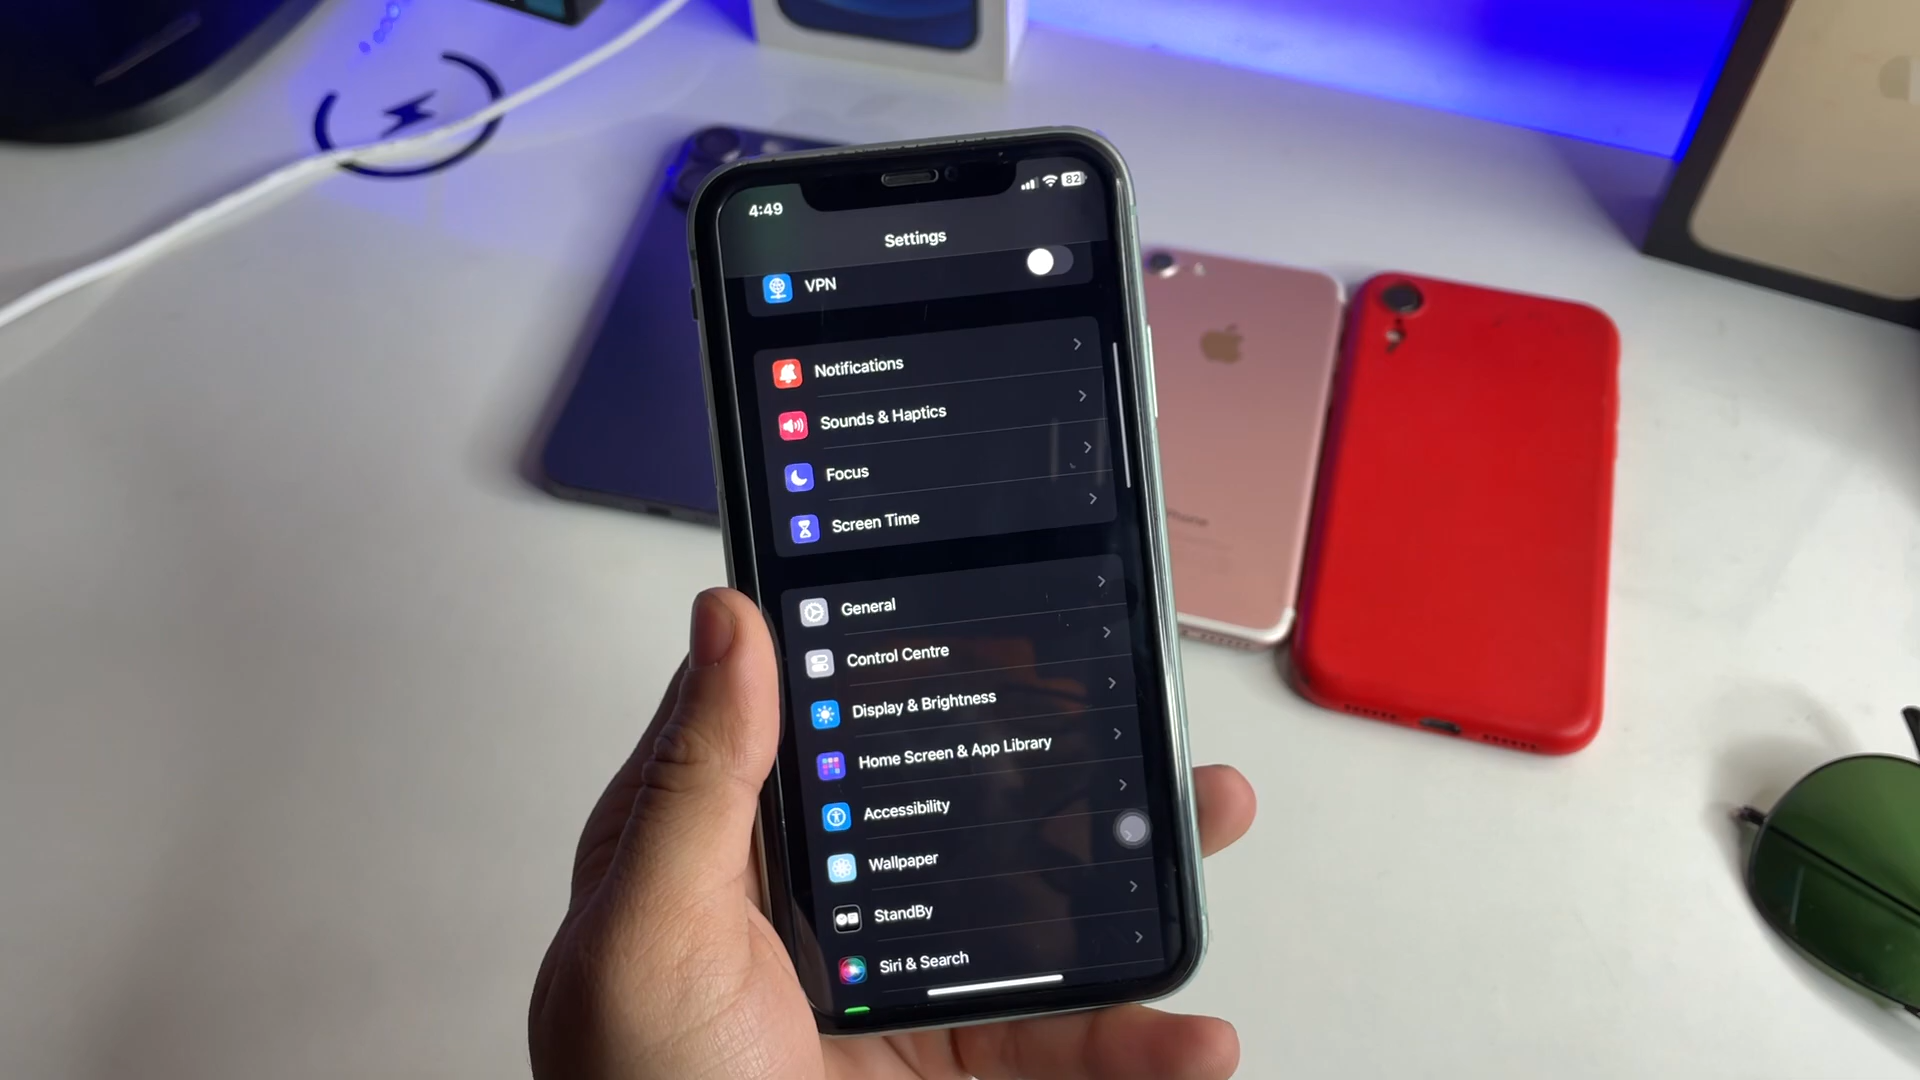 4:49
82
Settings
VPN
Notifications
Sounds & Haptics
Focus
Screen Time
General
Control Centre
Display & Brightness
Home Screen & App Library
Accessibility
Wallpaper
StandBy
Siri & Search